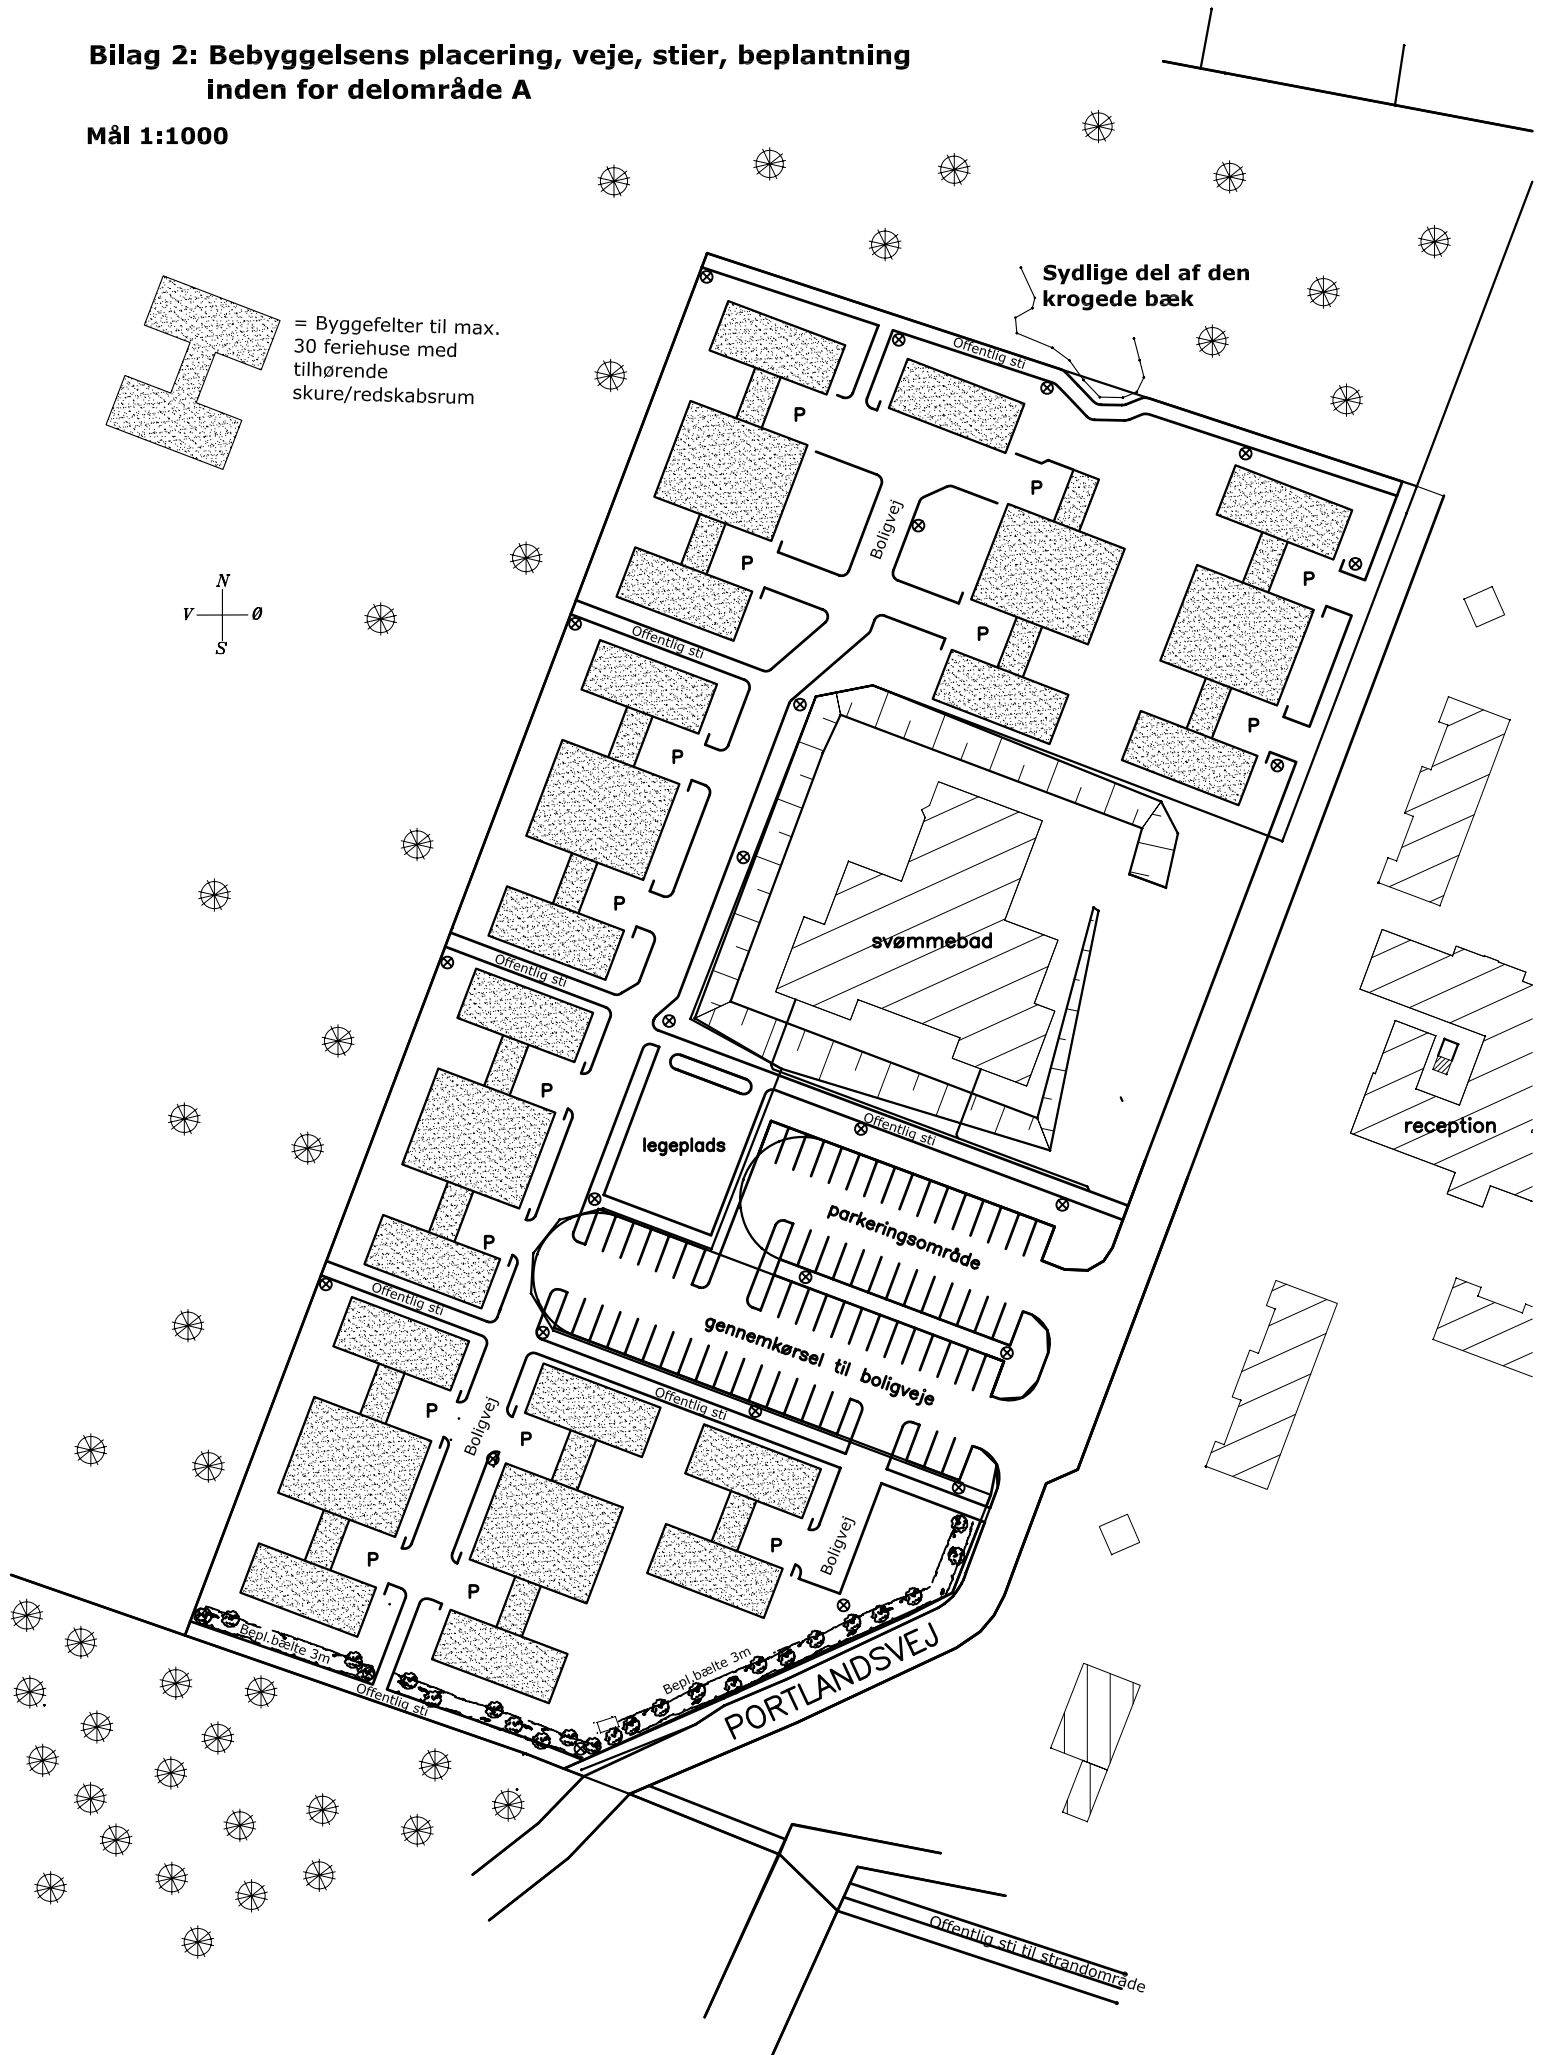 Bilag 2: Bebyggelsens placering, veje, stier, beplantning
inden for delområde A
Mål 1:1000
Sydlige del af den
krogede bæk
= Byggefelter til max.
30 feriehuse med
tilhørende
skure/redskabsrum
Offentlig sti
P
P
Boligvej
P
P
P
N
V
Ø
S
P
Offentlig sti
P
P
P
svømmebad
Offentlig sti
P
Offentlig sti
reception
legeplads
parkeringsområde
P
Offentlig sti
gennemkørsel til boligveje
Offentlig sti
P
Boligvej
P
P
Boligvej
P
P
Bepl.bælte 3m
Bepl.bælte 3m
PORTLANDSVEJ
Offentlig sti
Offentlig sti til strandområde